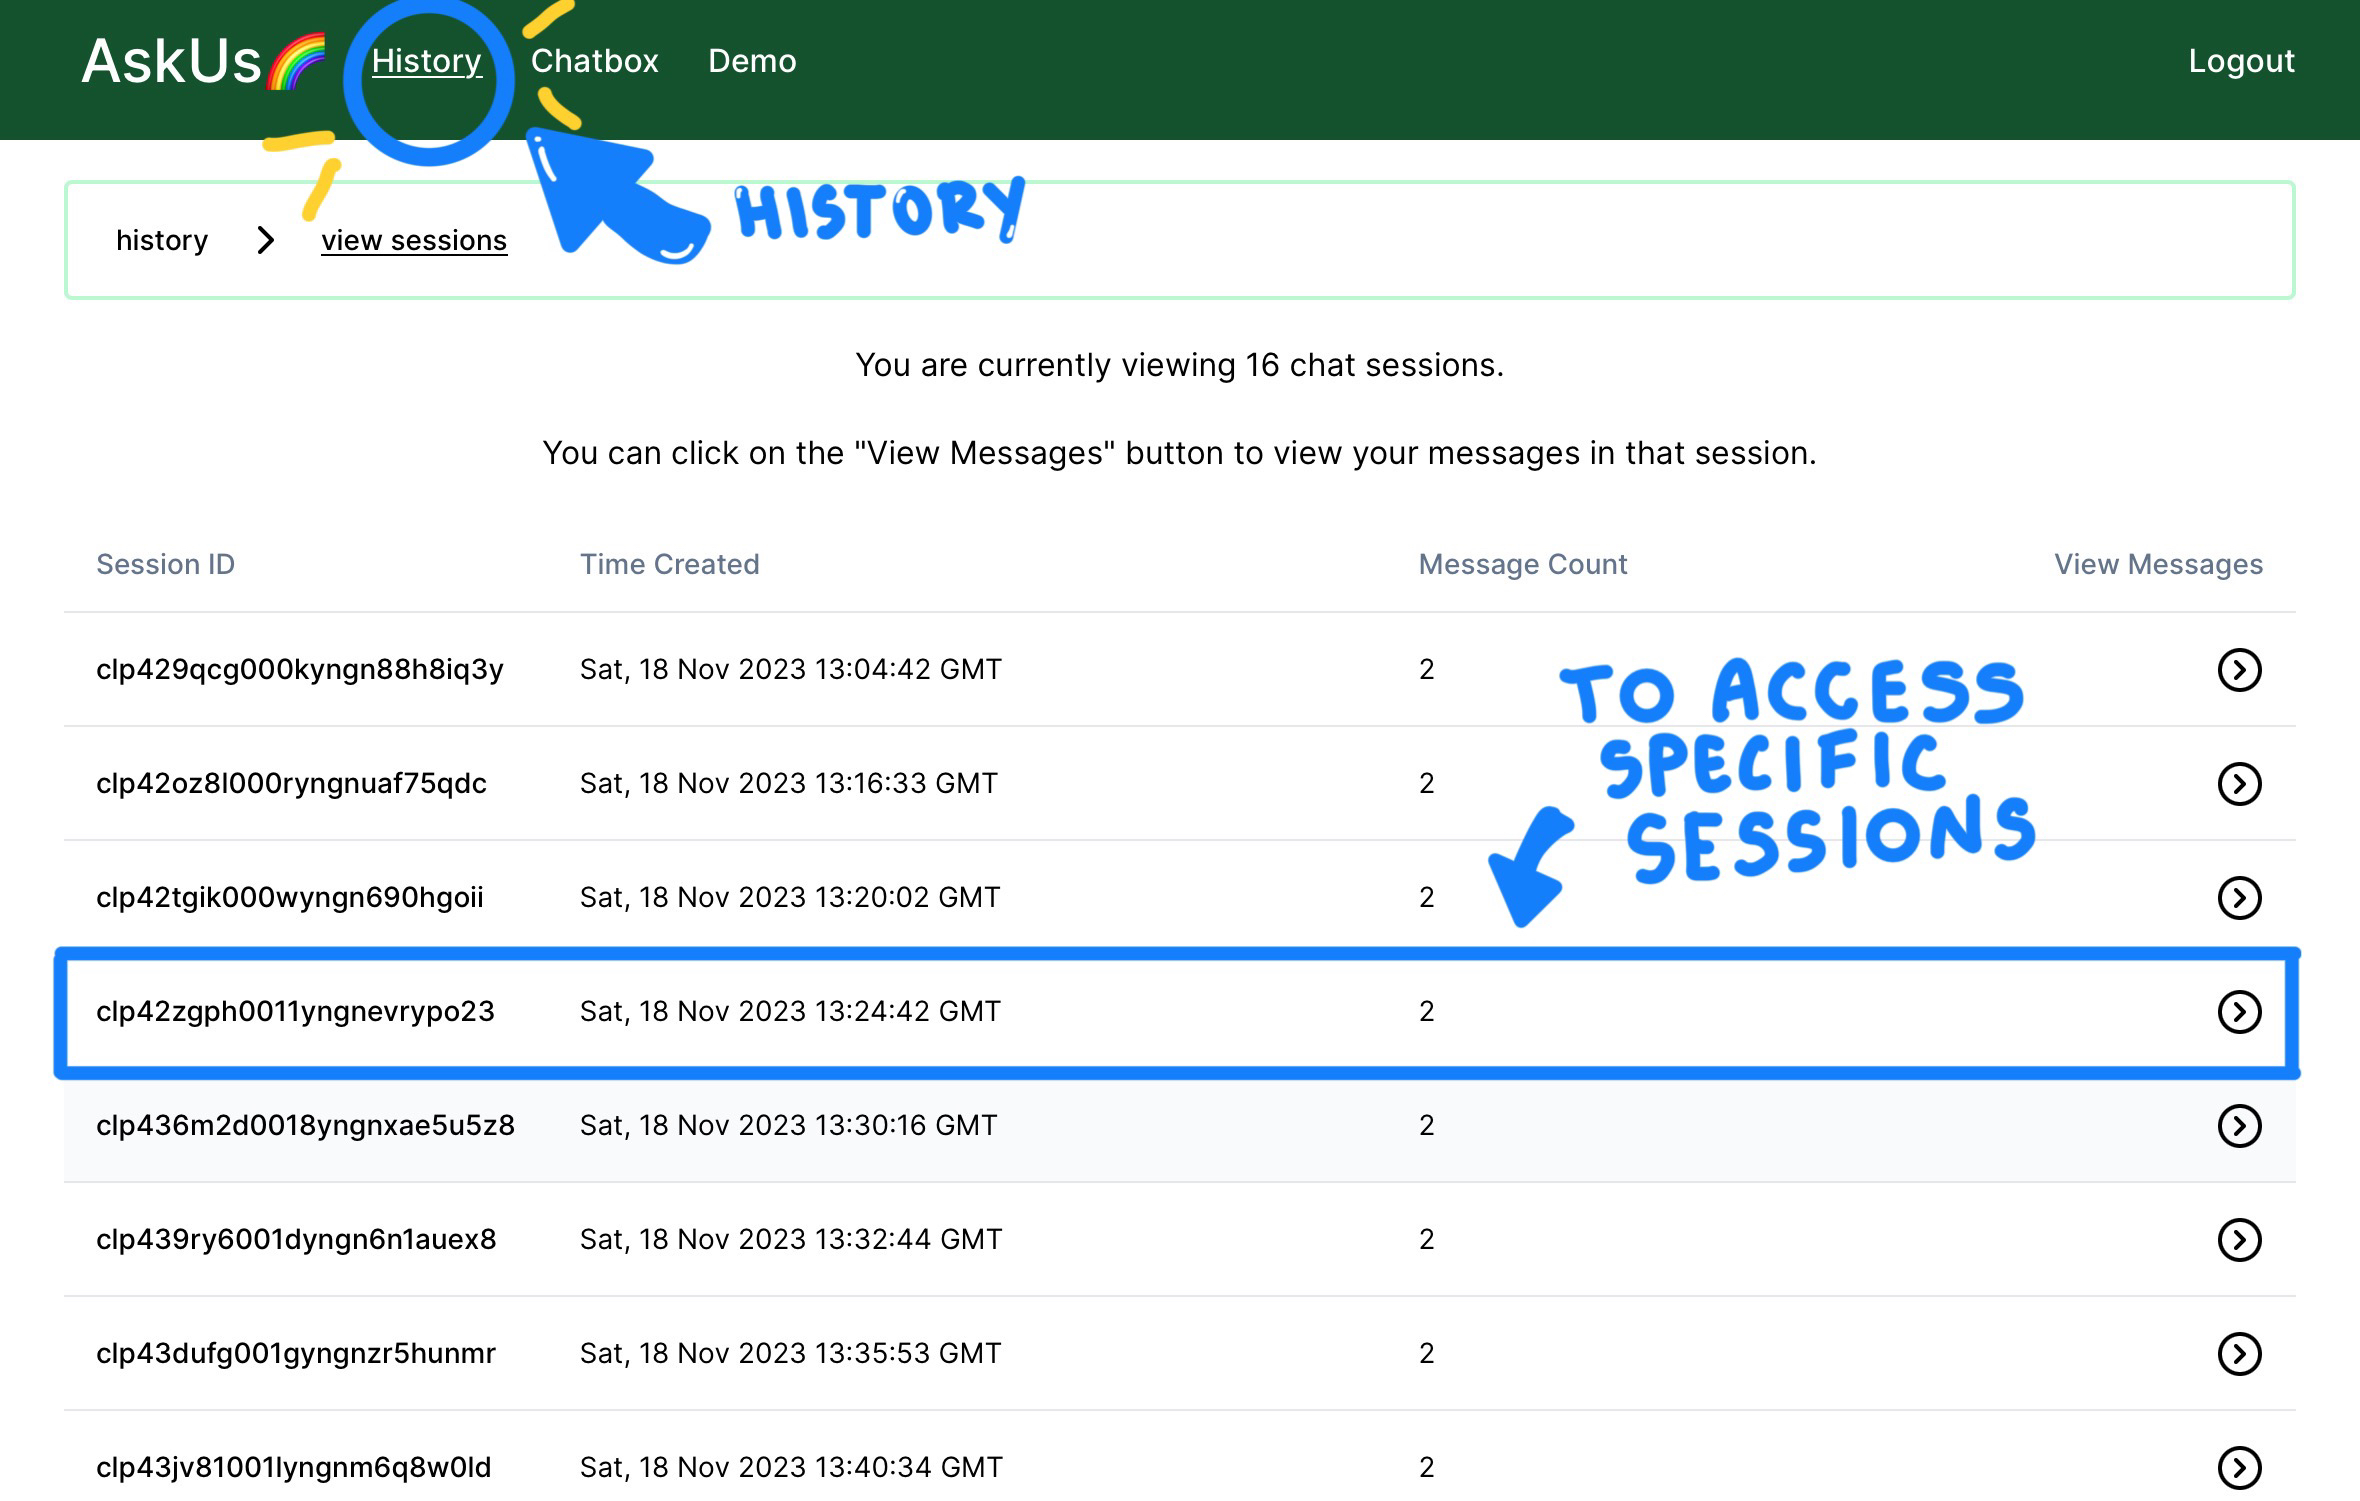 AskUs🌈 History Chatbox Demo Logout
HISTORY
history view sessions
You are currently viewing 16 chat sessions.
You can click on the "View Messages" button to view your messages in that session.
Session ID Time Created Message Count View Messages
clp429qcg000kyngn88h8iq3y Sat, 18 Nov 2023 13:04:42 GMT 2
TO ACCESS
SPECIFIC
SESSIONS
clp42oz8l000ryngnuaf75qdc Sat, 18 Nov 2023 13:16:33 GMT 2
clp42tgik000wyngn690hgoii Sat, 18 Nov 2023 13:20:02 GMT 2
clp42zgph0011yngnevrypo23 Sat, 18 Nov 2023 13:24:42 GMT 2
clp436m2d0018yngnxae5u5z8 Sat, 18 Nov 2023 13:30:16 GMT 2
clp439ry6001dyngn6n1auex8 Sat, 18 Nov 2023 13:32:44 GMT 2
clp43dufg001gyngnzr5hunmr Sat, 18 Nov 2023 13:35:53 GMT 2
clp43jv81001lyngnm6q8w0ld Sat, 18 Nov 2023 13:40:34 GMT 2